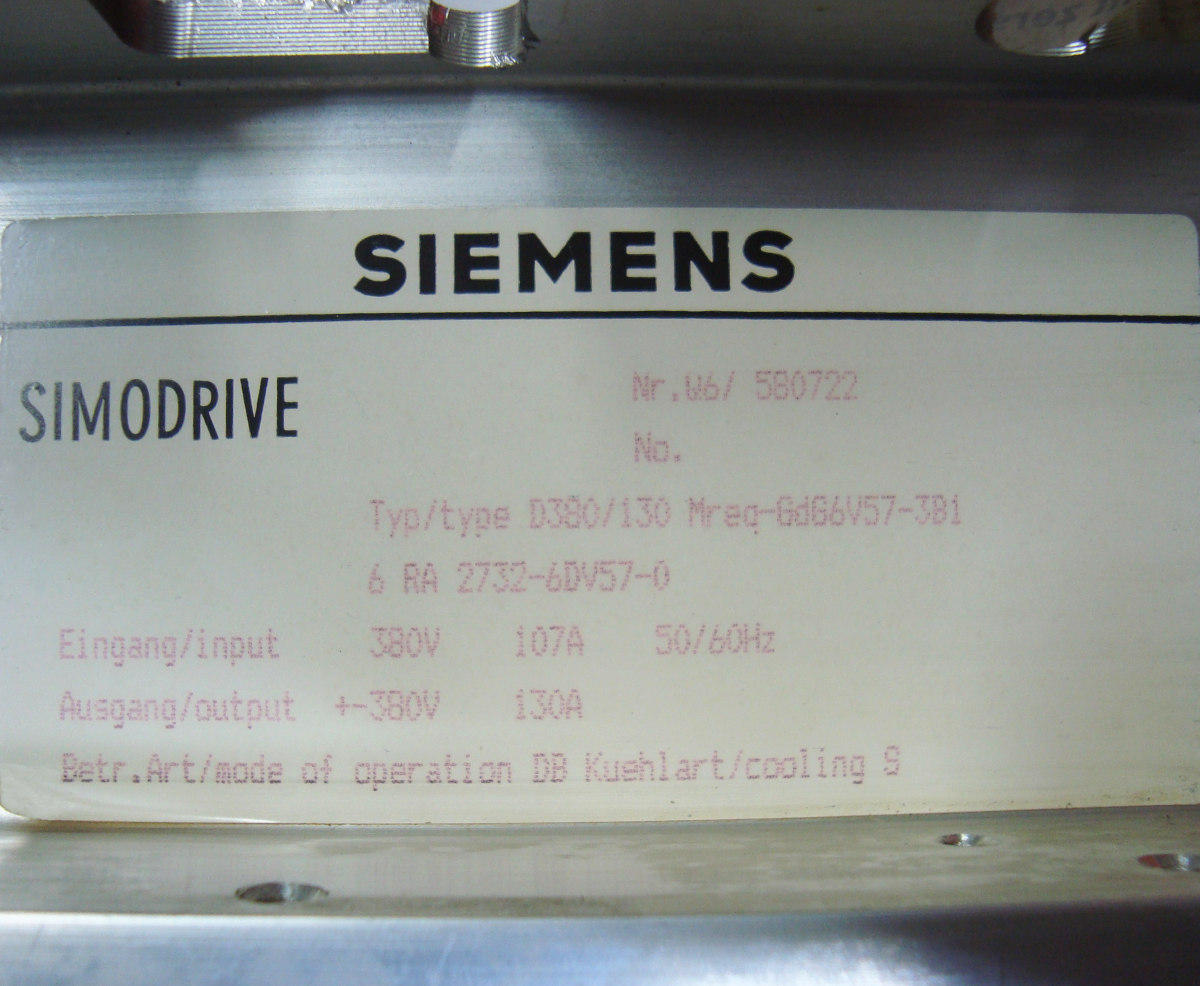 SIEMENS
SIMODRIVE
Nr.W6/ 580722
No.
Typ/type D380/130 Mreq-GdG6V57-3B1
6 RA 2732-6DV57-0
Eingang/input 380V 107A 50/60Hz
Ausgang/output +-380V 130A
Betr.Art/mode of operation DB Kuehlart/cooling S